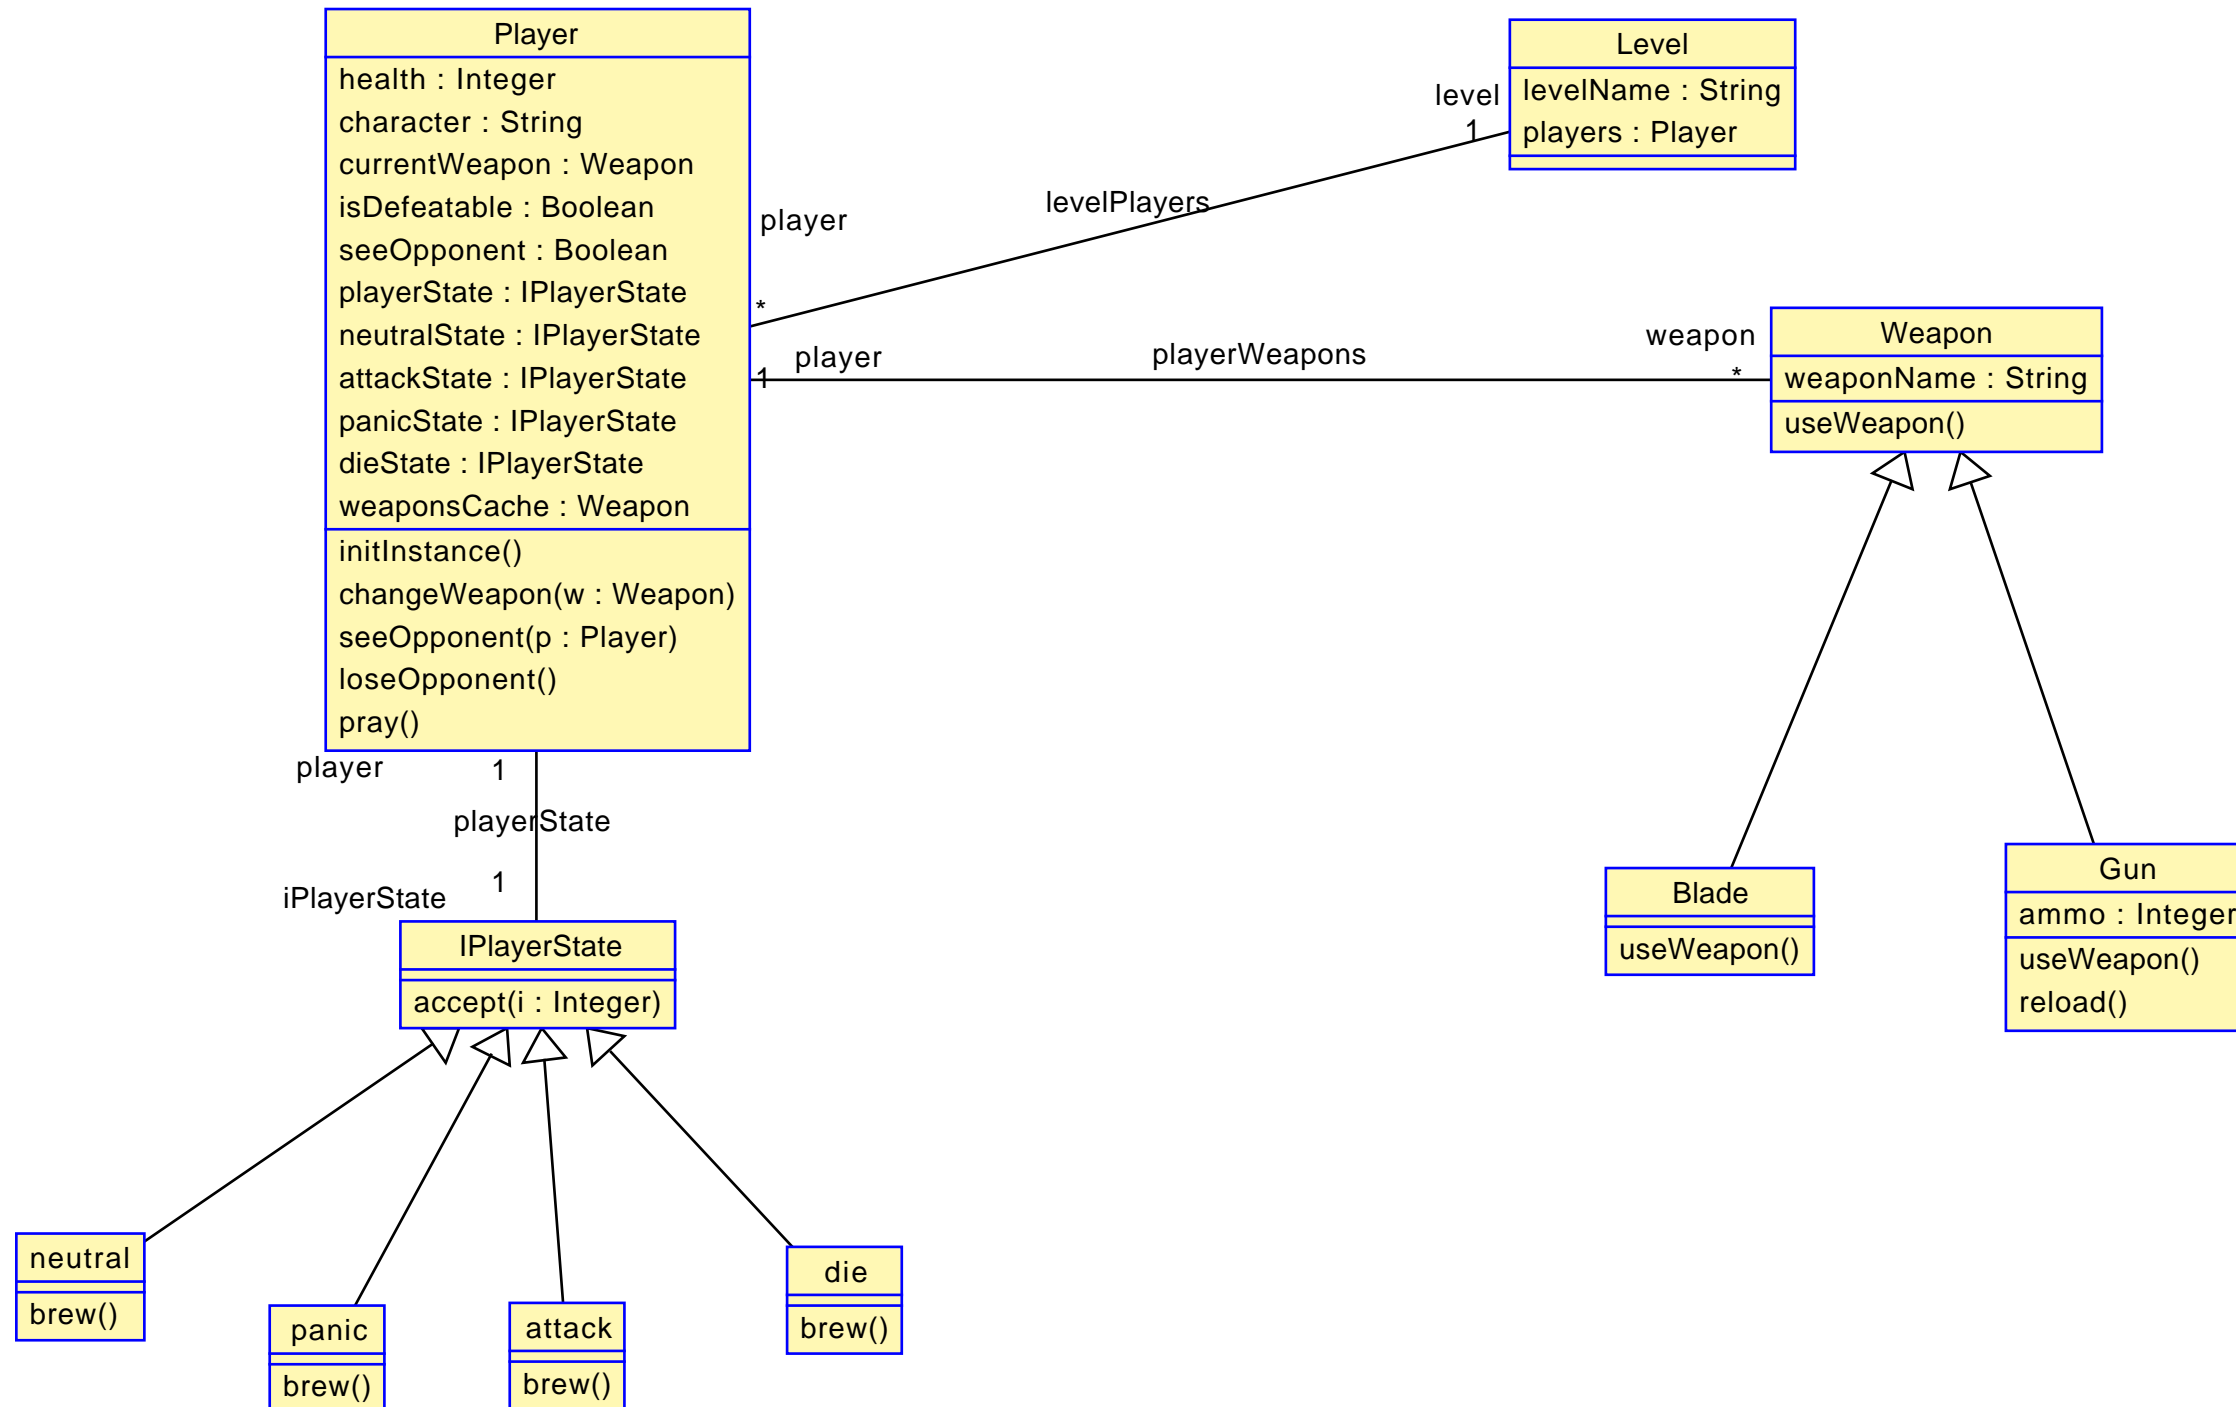 Player
health : Integer
character : String
currentWeapon : Weapon
isDefeatable : Boolean
seeOpponent : Boolean
playerState : IPlayerState
neutralState : IPlayerState
attackState : IPlayerState
panicState : IPlayerState
dieState : IPlayerState
weaponsCache : Weapon
initInstance()
changeWeapon(w : Weapon)
seeOpponent(p : Player)
loseOpponent()
pray()
Level
levelName : String
players : Player
level
1
levelPlayers
player
*
player
1
playerWeapons
weapon
*
Weapon
weaponName : String
useWeapon()
Blade
useWeapon()
Gun
ammo : Integer
useWeapon()
reload()
player
1
playerState
1
iPlayerState
IPlayerState
accept(i : Integer)
neutral
brew()
panic
brew()
attack
brew()
die
brew()